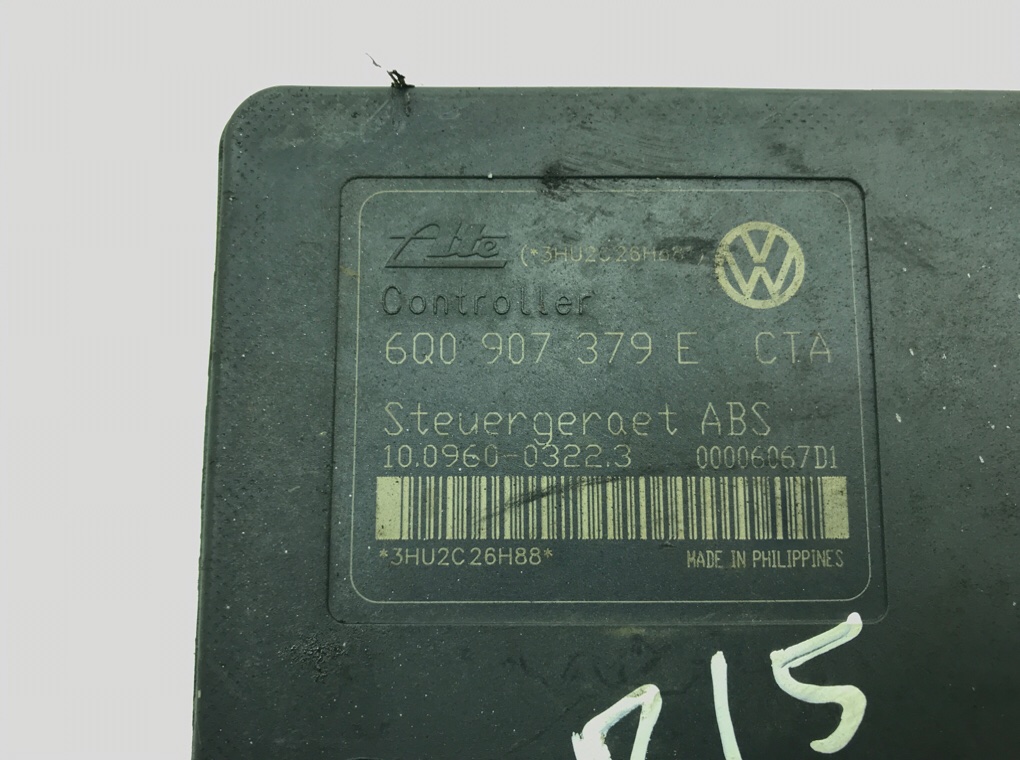 Ate (*3HU2C26H88*)
Controller
6Q0 907 379 E CTA
Steuergeraet ABS
10.0960-0322.3 00006067D1
*3HU2C26H88* MADE IN PHILIPPINES